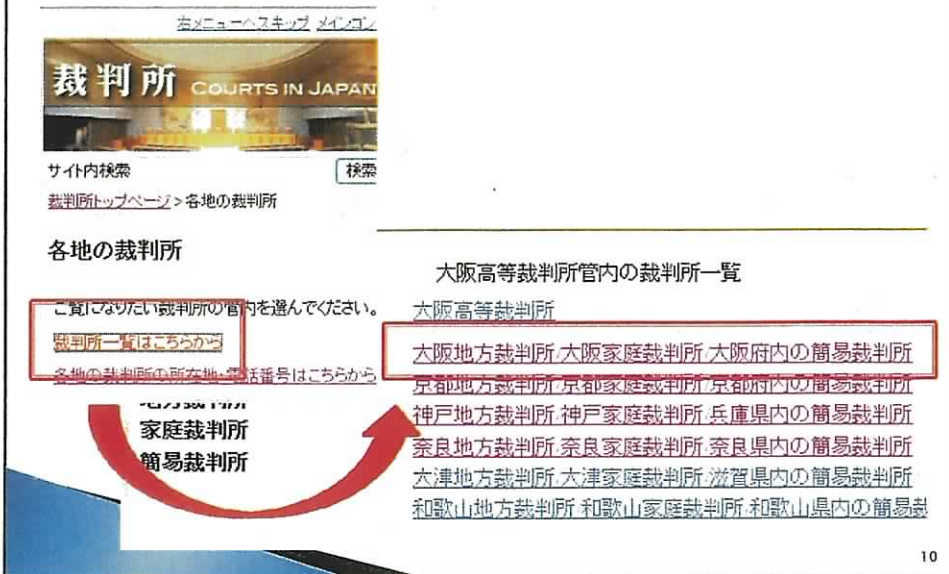 右メニューへスキップ メインコン
裁判所 COURTS IN JAPAN
サイト内検索 検索
裁判所トップページ > 各地の裁判所
各地の裁判所
ご覧になりたい裁判所の管内を選んでください。
裁判所一覧はこちらから
各地の裁判所の所在地・電話番号はこちらから
地方裁判所
家庭裁判所
簡易裁判所
大阪高等裁判所管内の裁判所一覧
大阪高等裁判所
大阪地方裁判所/大阪家庭裁判所/大阪府内の簡易裁判所
京都地方裁判所/京都家庭裁判所/京都府内の簡易裁判所
神戸地方裁判所/神戸家庭裁判所/兵庫県内の簡易裁判所
奈良地方裁判所/奈良家庭裁判所/奈良県内の簡易裁判所
大津地方裁判所/大津家庭裁判所/滋賀県内の簡易裁判所
和歌山地方裁判所/和歌山家庭裁判所/和歌山県内の簡易裁
10